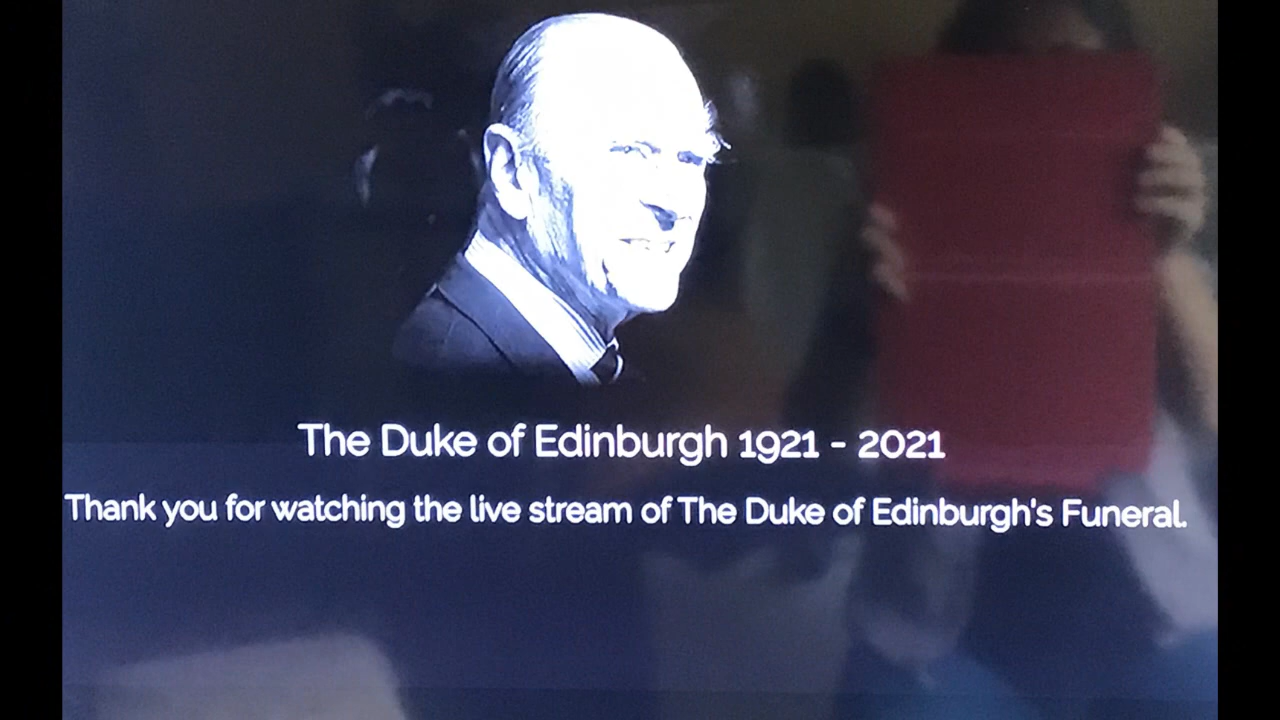 The Duke of Edinburgh 1921 - 2021
Thank you for watching the live stream of The Duke of Edinburgh's Funeral.